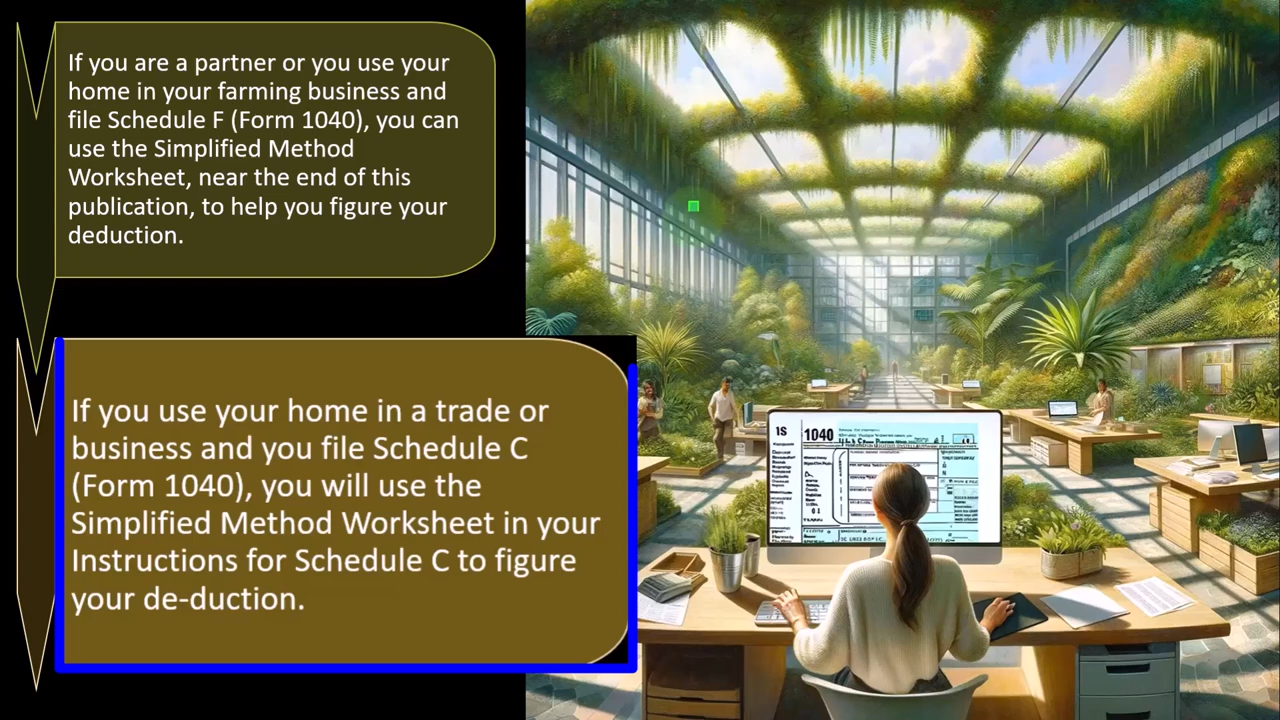 If you are a partner or you use your
home in your farming business and
file Schedule F (Form 1040), you can
use the Simplified Method
Worksheet, near the end of this
publication, to help you figure your
deduction.
If you use your home in a trade or
business and you file Schedule C
(Form 1040), you will use the
Simplified Method Worksheet in your
Instructions for Schedule C to figure
your de-duction.
1S
1040